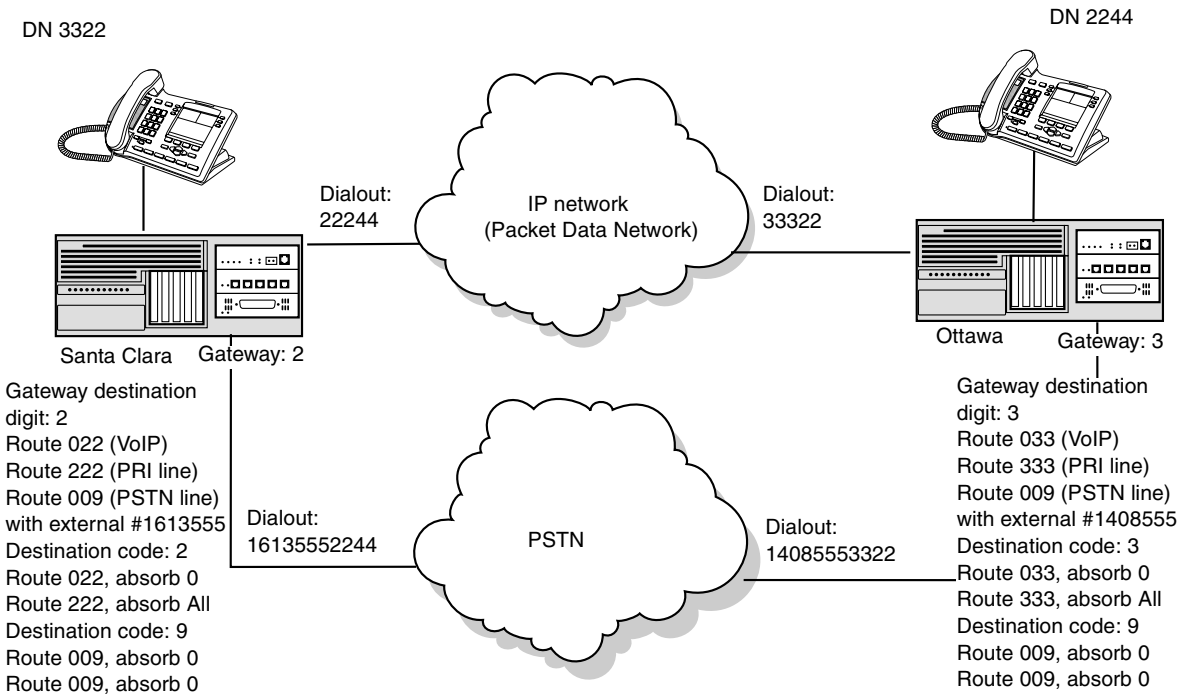 DN 3322
DN 2244
Dialout:
22244
IP network
(Packet Data Network)
Dialout:
33322
Santa Clara
Gateway: 2
Ottawa
Gateway: 3
Gateway destination
digit: 2
Route 022 (VoIP)
Route 222 (PRI line)
Route 009 (PSTN line)
with external #1613555
Destination code: 2
Route 022, absorb 0
Route 222, absorb All
Destination code: 9
Route 009, absorb 0
Route 009, absorb 0
Dialout:
16135552244
PSTN
Dialout:
14085553322
Gateway destination
digit: 3
Route 033 (VoIP)
Route 333 (PRI line)
Route 009 (PSTN line)
with external #1408555
Destination code: 3
Route 033, absorb 0
Route 333, absorb All
Destination code: 9
Route 009, absorb 0
Route 009, absorb 0